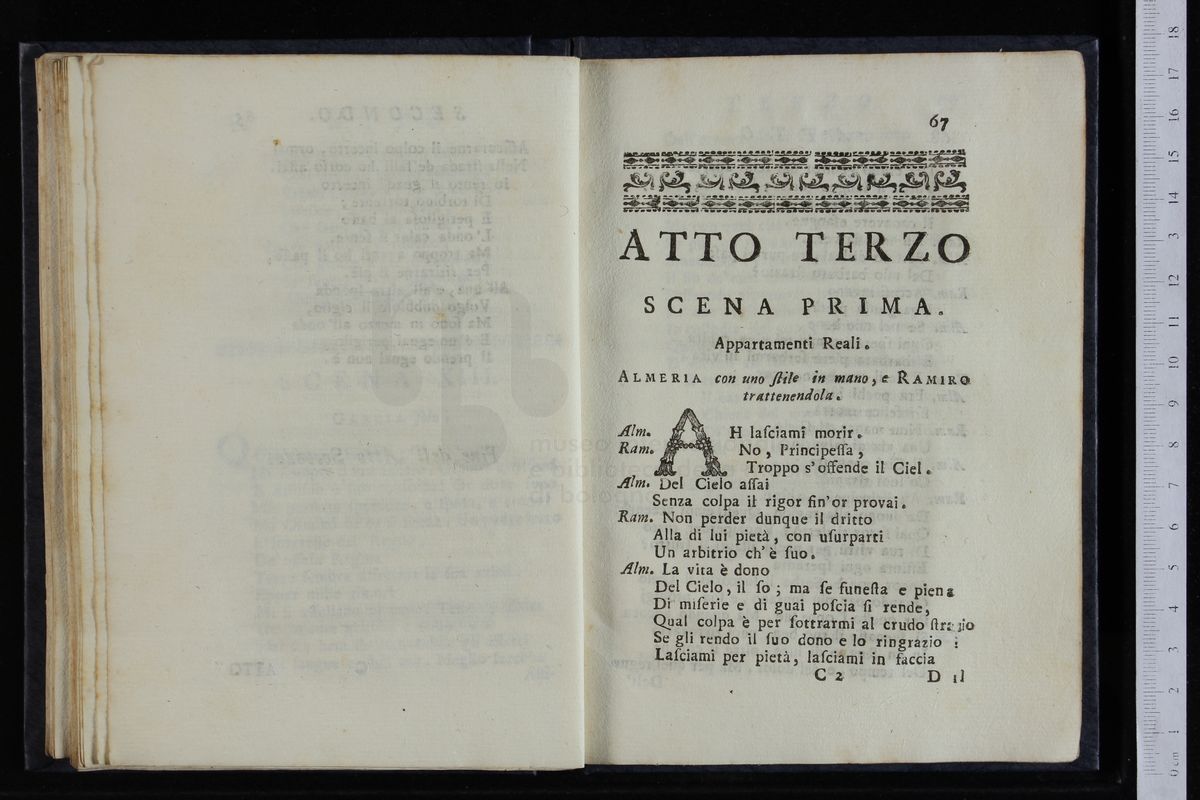 67
ATTO TERZO
SCENA PRIMA.
Appartamenti Reali.
ALMERIA con uno ſtile in mano, e RAMIRO
trattenendola.
Alm. AH laſciami morir.
Ram. No, Principeſſa,
Troppo s'offende il Ciel.
Alm. Del Cielo aſſai
Senza colpa il rigor fin'or provai.
Ram. Non perder dunque il dritto
Alla di lui pietà, con uſurparti
Un arbitrio ch'è ſuo.
Alm. La vita è dono
Del Cielo, il ſo; ma ſe funeſta e piena
Di miſerie e di guai poſcia ſi rende,
Qual colpa è per ſottrarmi al crudo ſtrazio
Se gli rendo il ſuo dono e lo ringrazio :
Laſciami per pietà, laſciami in faccia
C 2 D il